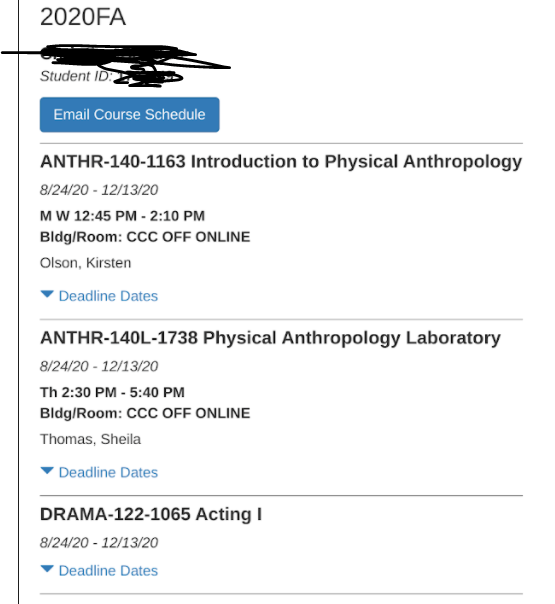 2020FA
Student ID:
Email Course Schedule
ANTHR-140-1163 Introduction to Physical Anthropology
8/24/20 - 12/13/20
M W 12:45 PM - 2:10 PM
Bldg/Room: CCC OFF ONLINE
Olson, Kirsten
Deadline Dates
ANTHR-140L-1738 Physical Anthropology Laboratory
8/24/20 - 12/13/20
Th 2:30 PM - 5:40 PM
Bldg/Room: CCC OFF ONLINE
Thomas, Sheila
Deadline Dates
DRAMA-122-1065 Acting I
8/24/20 - 12/13/20
Deadline Dates